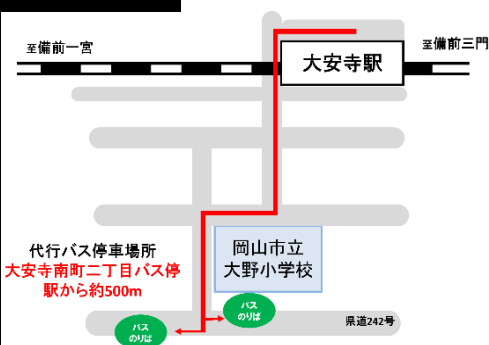 至備前一宮
至備前三門
大安寺駅
代行バス停車場所
大安寺南町二丁目バス停
駅から約500m
岡山市立
大野小学校
バス
のりば
バス
のりば
県道242号